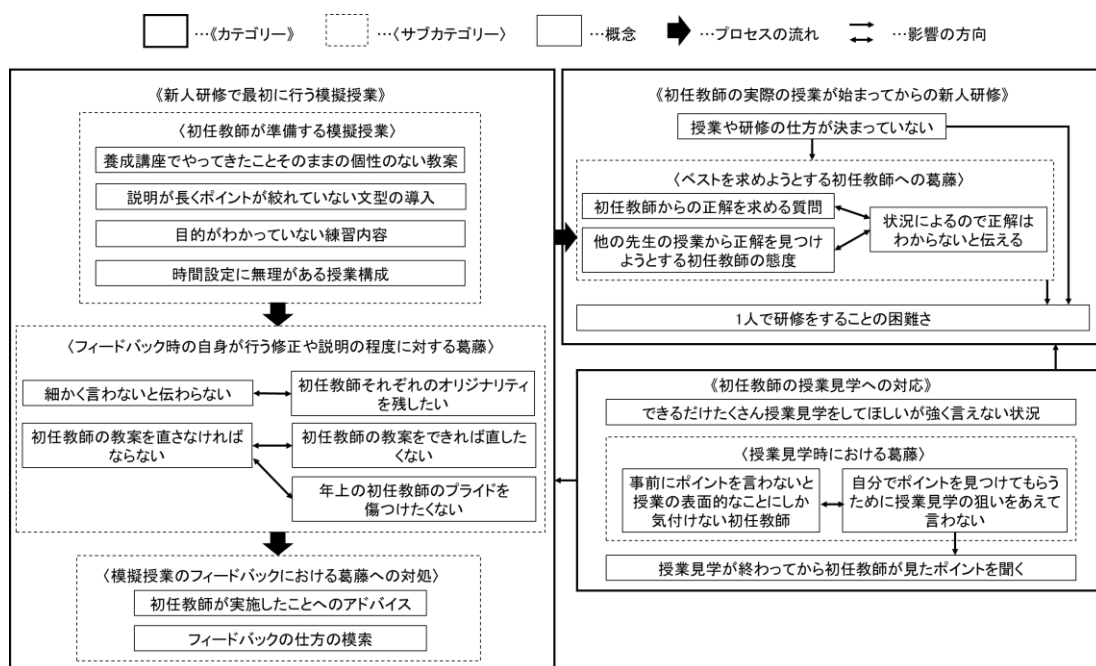 …《カテゴリー》 …〈サブカテゴリー〉 …概念 …プロセスの流れ …影響の方向
《新人研修で最初に行う模擬授業》
〈初任教師が準備する模擬授業〉
養成講座でやってきたことそのままの個性のない教案
説明が長くポイントが絞れていない文型の導入
目的がわかっていない練習内容
時間設定に無理がある授業構成
〈フィードバック時の自身が行う修正や説明の程度に対する葛藤〉
細かく言わないと伝わらない
初任教師それぞれのオリジナリティ
を残したい
初任教師の教案を直さなければ
ならない
初任教師の教案をできれば直した
くない
年上の初任教師のプライドを
傷つけたくない
〈模擬授業のフィードバックにおける葛藤への対処〉
初任教師が実施したことへのアドバイス
フィードバックの仕方の模索
《初任教師の実際の授業が始まってからの新人研修》
授業や研修の仕方が決まっていない
〈ベストを求めようとする初任教師への葛藤〉
初任教師からの正解を求める質問
他の先生の授業から正解を見つけ
ようとする初任教師の態度
状況によるので正解は
わからないと伝える
1人で研修をすることの困難さ
《初任教師の授業見学への対応》
できるだけたくさん授業見学をしてほしいが強く言えない状況
〈授業見学時における葛藤〉
事前にポイントを言わないと
授業の表面的なことにしか
気付けない初任教師
自分でポイントを見つけてもらう
ために授業見学の狙いをあえて
言わない
授業見学が終わってから初任教師が見たポイントを聞く